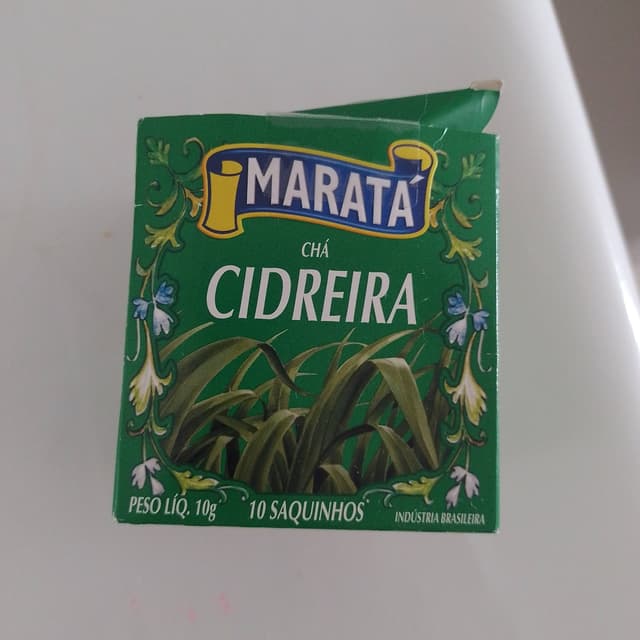 MARATÁ
CHÁ
CIDREIRA
PESO LÍQ. 10g 10 SAQUINHOS INDÚSTRIA BRASILEIRA